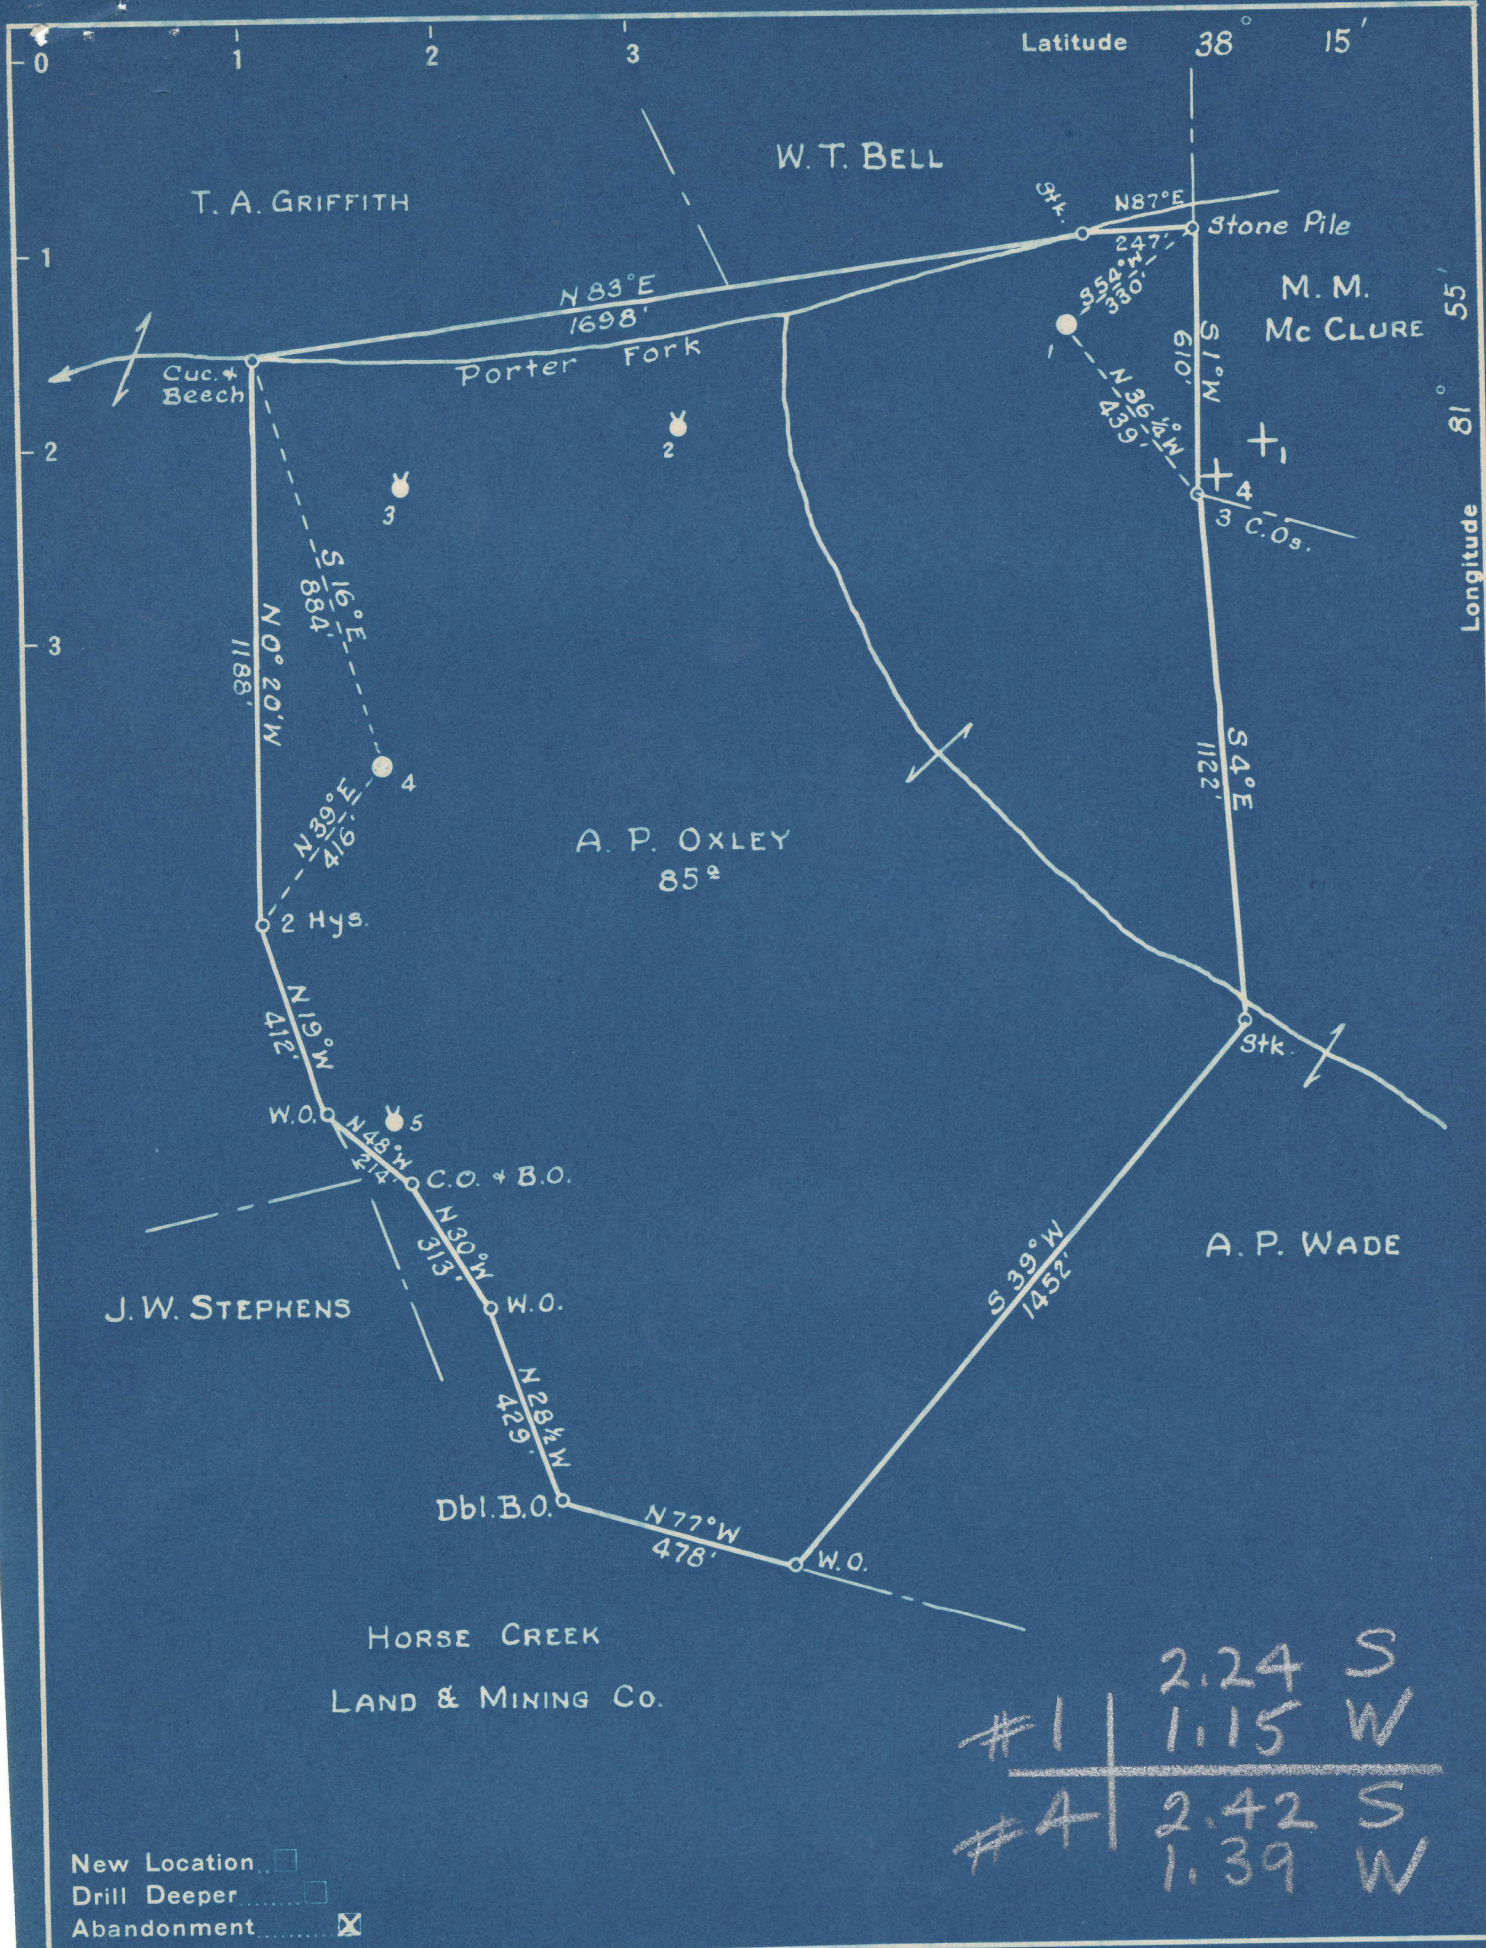 0
1
2
3
Latitude 38° 15'
W. T. BELL
T. A. GRIFFITH
Stk.
N87°E
247'
Stone Pile
1
S54°W
330'
M. M.
Mc CLURE
Longitude 81° 55'
N 83°E
1698'
Porter Fork
Cuc. &
Beech
1
N 36¼°W
439'
S 1°W
610'
+1
+4
2
2
3
3 C.Os.
S 16°E
884'
N 0° 20'W
1188'
3
4
S 4°E
1122'
N 39°E
416'
A. P. OXLEY
85ª
2 Hys.
N 19°W
412'
Stk.
W.O.
5
N 48°W
214'
C.O. & B.O.
N 30°W
313'
A. P. WADE
S 39°W
1452'
J. W. STEPHENS
W.O.
N 28½ W
429'
Dbl. B.O.
N 77°W
478'
W.O.
HORSE CREEK
LAND & MINING CO.
2.24 S
#1 1.15 W
#4 2.42 S
1.39 W
New Location
Drill Deeper
Abandonment X